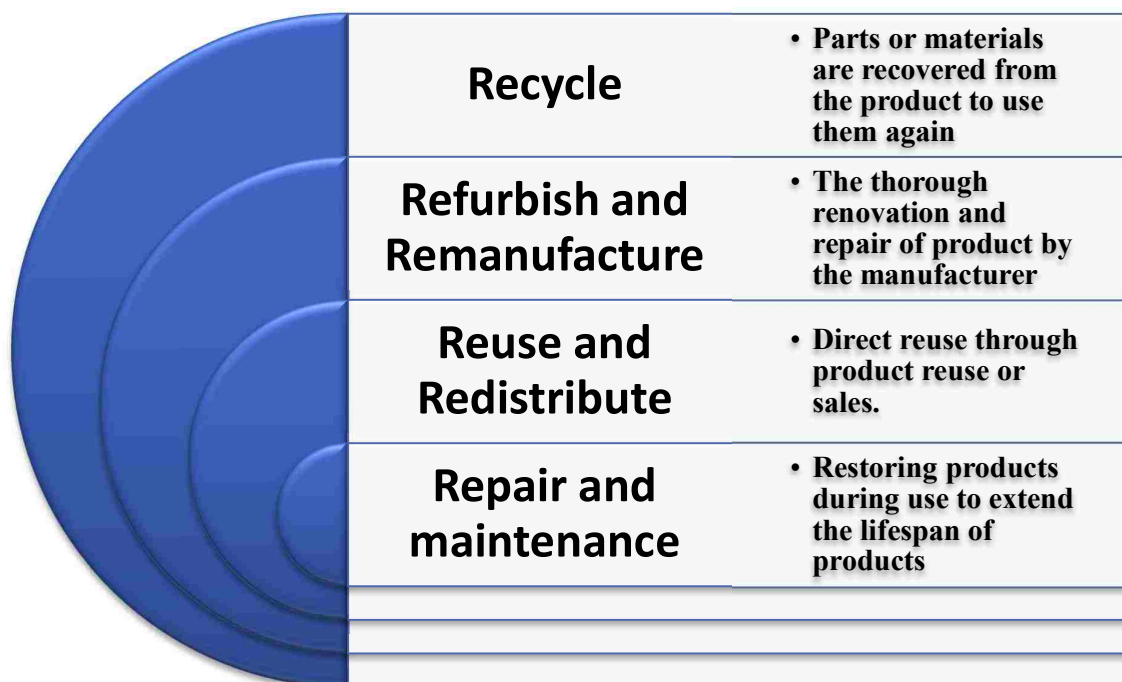 Recycle
• Parts or materials
are recovered from
the product to use
them again
Refurbish and
Remanufacture
• The thorough
renovation and
repair of product by
the manufacturer
Reuse and
Redistribute
• Direct reuse through
product reuse or
sales.
Repair and
maintenance
• Restoring products
during use to extend
the lifespan of
products